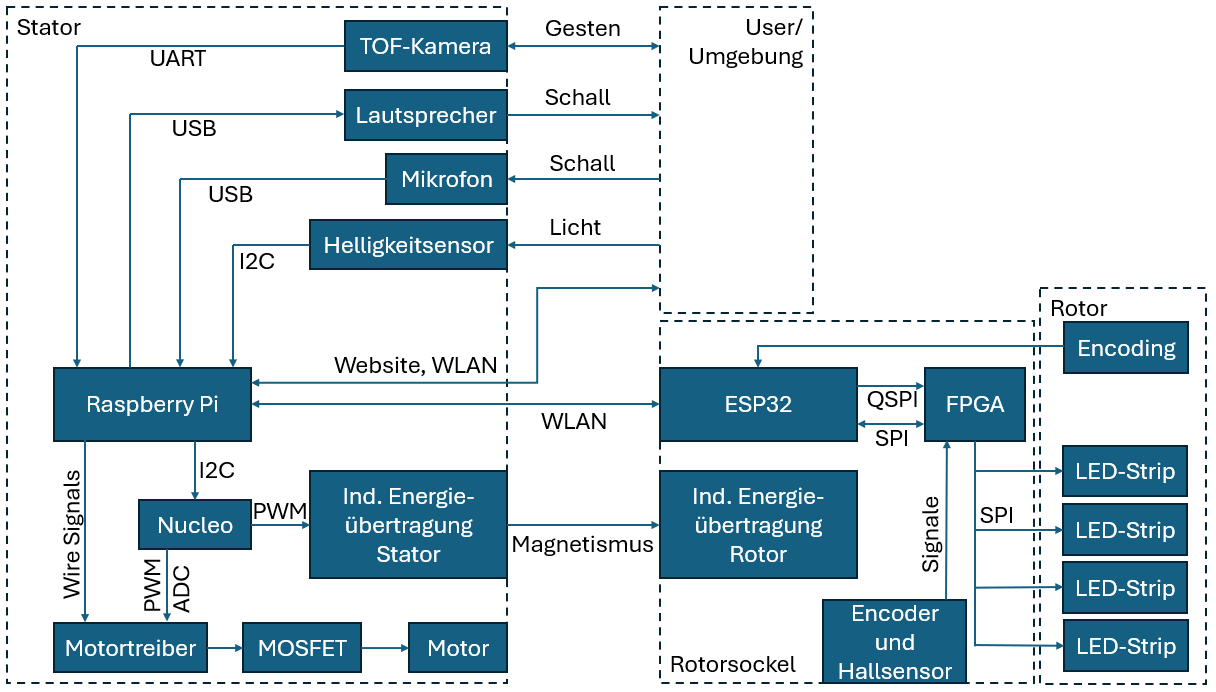 Stator
TOF-Kamera
Gesten
User/
Umgebung
UART
Lautsprecher
Schall
USB
Mikrofon
Schall
USB
Helligkeitsensor
Licht
I2C
Rotor
Encoding
Website, WLAN
Raspberry Pi
WLAN
ESP32
QSPI
SPI
FPGA
Wire Signals
I2C
Nucleo
PWM
Ind. Energie-
übertragung
Stator
Magnetismus
Ind. Energie-
übertragung
Rotor
Signale
SPI
LED-Strip
LED-Strip
LED-Strip
LED-Strip
PWM
ADC
Motortreiber
MOSFET
Motor
Rotorsockel
Encoder
und
Hallsensor